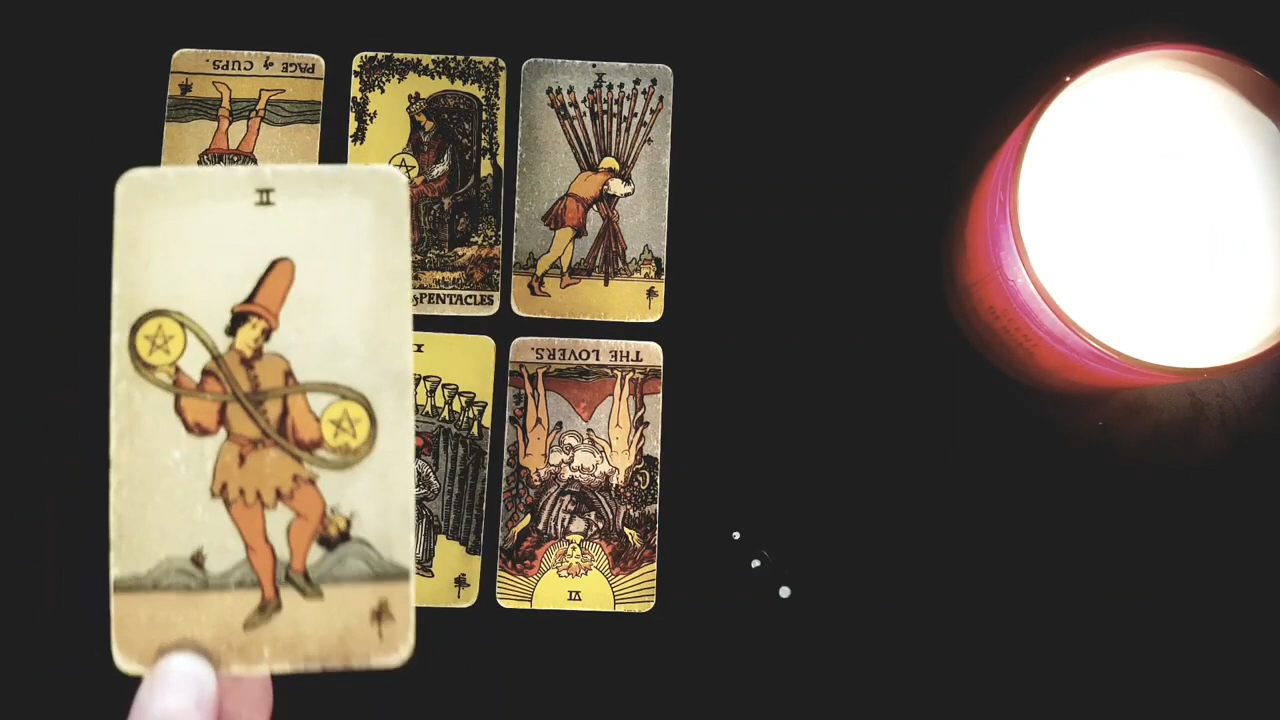 PAGE of CUPS.
PENTACLES
X
II
THE LOVERS.
VI